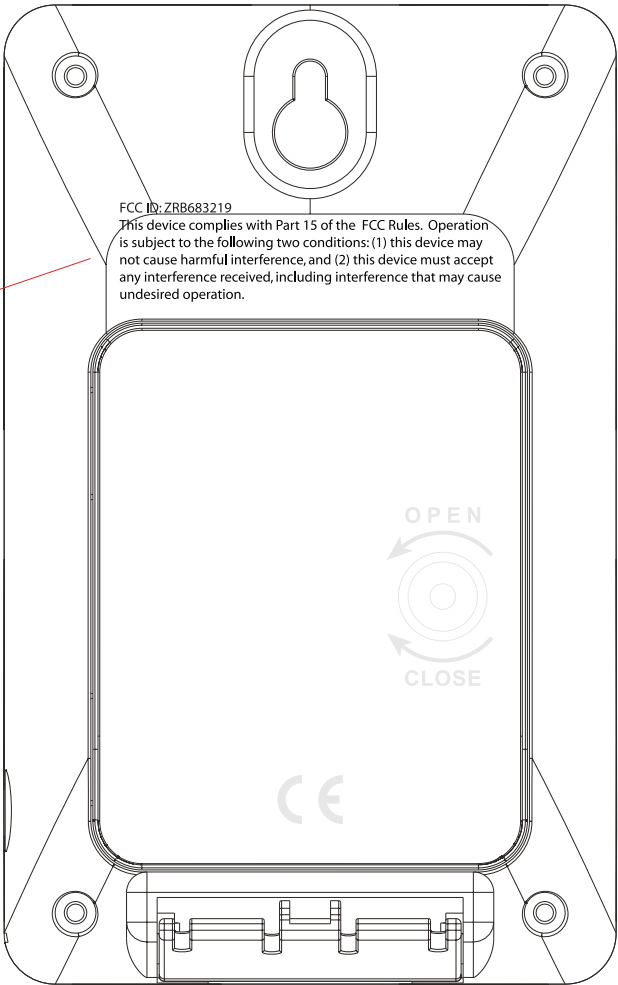 FCC ID: ZRB683219
This device complies with Part 15 of the FCC Rules. Operation
is subject to the following two conditions: (1) this device may
not cause harmful interference, and (2) this device must accept
any interference received, including interference that may cause
undesired operation.
OPEN
CLOSE
CE